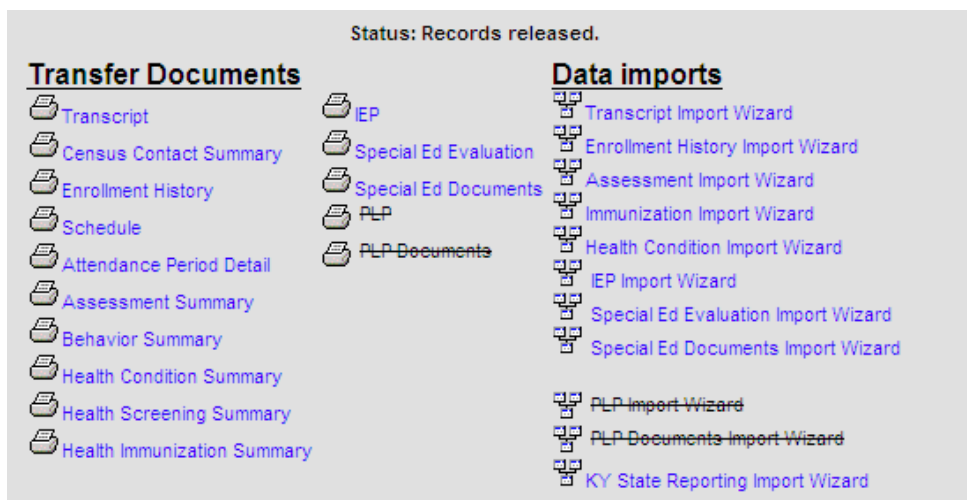 Status: Records released.
Transfer Documents
Transcript
Census Contact Summary
Enrollment History
Schedule
Attendance Period Detail
Assessment Summary
Behavior Summary
Health Condition Summary
Health Screening Summary
Health Immunization Summary
IEP
Special Ed Evaluation
Special Ed Documents
PLP
PLP Documents
Data imports
Transcript Import Wizard
Enrollment History Import Wizard
Assessment Import Wizard
Immunization Import Wizard
Health Condition Import Wizard
IEP Import Wizard
Special Ed Evaluation Import Wizard
Special Ed Documents Import Wizard
PLP Import Wizard
PLP Documents Import Wizard
KY State Reporting Import Wizard